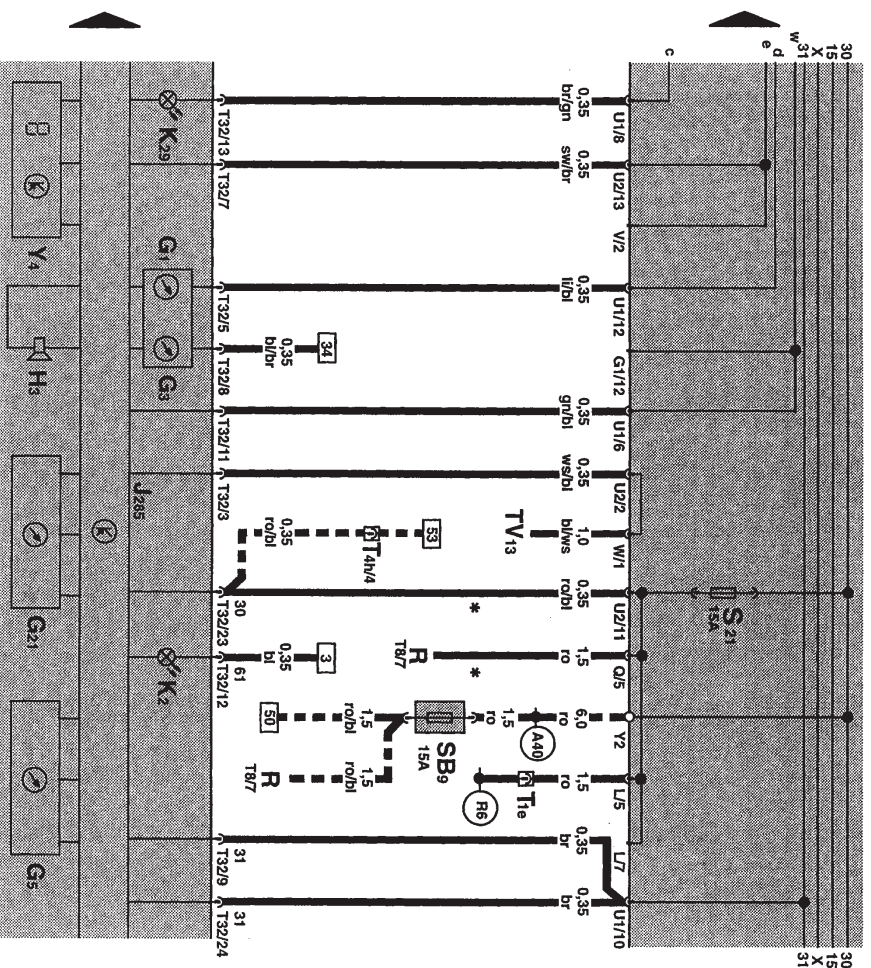 30 30
15 15
X X
31 31
w
d
e
S21
15A
c
U1/8 U2/13 V/2 U1/12 G1/12 U1/6 U2/2 W/1 U2/11 Q/5 Y2 L/5 L/7 U1/10
0,35 0,35 0,35 0,35 0,35 1,0 0,35 1,5 6,0 1,5 0,35 0,35
br/gn sw/br li/bl gn/bl ws/bl bl/ws ro/bl ro ro ro br br
A40
T1e
TV13
1,5
ro
R6
* *
53
SB9
15A
R
T8/7
T4h/4
1,5 1,5
ro/bl ro/bl
34
3
0,35 0,35 0,35
bl/br ro/bl bl
50
R
T8/7
30 61 31 31
T32/13 T32/7 T32/5 T32/8 T32/11 T32/3 T32/23 T32/12 T32/9 T32/24
K29 G1 G3 K2
J285
k
k
Y4 H3 G21 G5